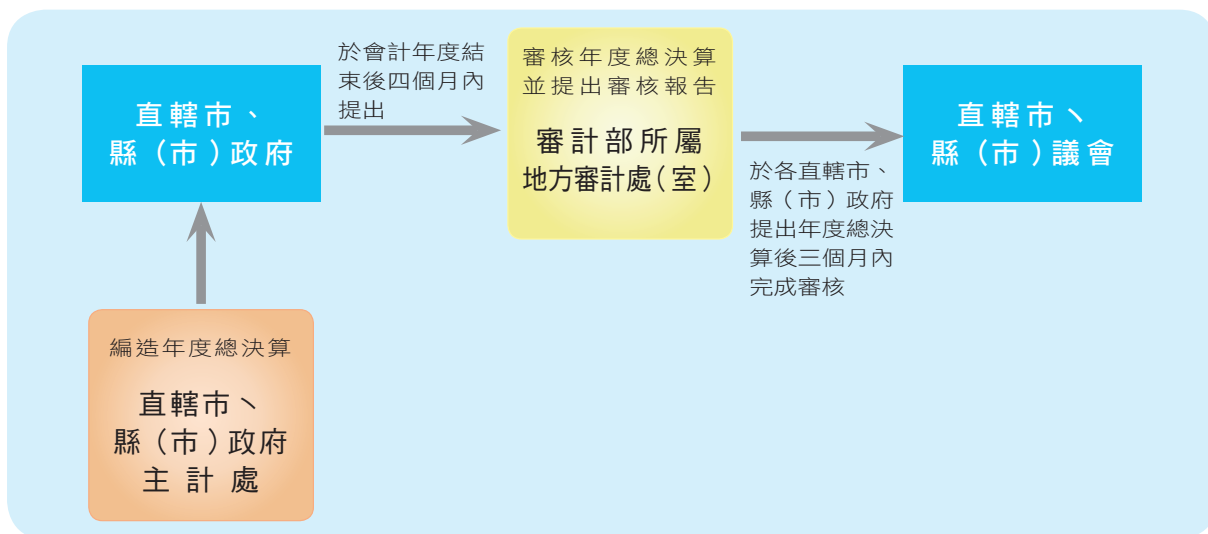 直轄市、
縣（市）政府
於會計年度結
束後四個月內
提出
審核年度總決算
並提出審核報告
審計部所屬
地方審計處(室)
於各直轄市、
縣（市）政府
提出年度總決
算後三個月內
完成審核
直轄市、
縣（市）議會
編造年度總決算
直轄市、
縣（市）政府
主計處